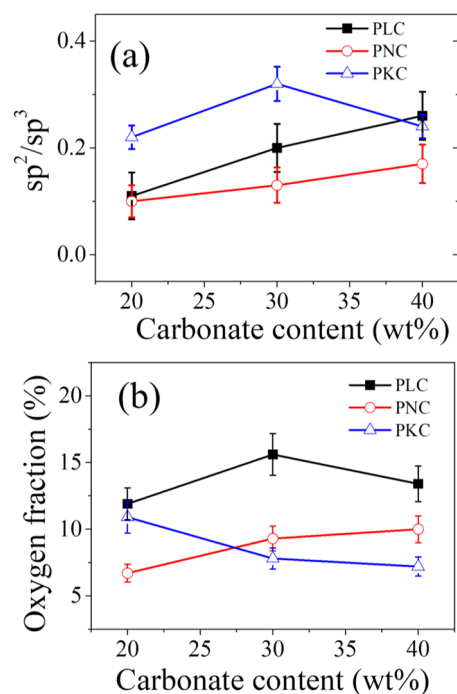 (a)
PLC
PNC
PKC
sp²/sp³
0.4
0.2
0.0
20 25 30 35 40
Carbonate content (wt%)
(b)
PLC
PNC
PKC
Oxygen fraction (%)
20
15
10
5
20 25 30 35 40
Carbonate content (wt%)